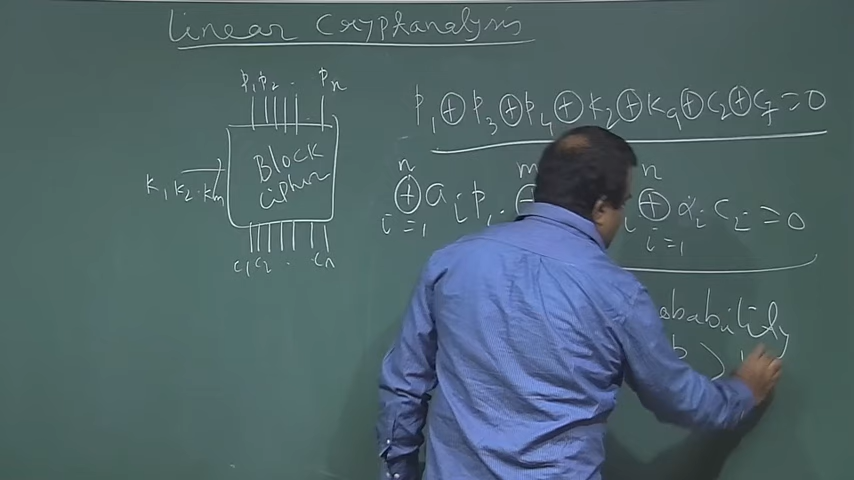 Linear Cryptanalysis
P₁ P₂ . . Pₙ
P₁ ⊕ P₃ ⊕ P₄ ⊕ K₂ ⊕ K₉ ⊕ C₂ ⊕ C₇ = 0
Block
Cipher
K₁ K₂ .. Kₘ
C₁ C₂ . Cₙ
n
⊕ aᵢ Pᵢ
i = 1
m
n
⊕ αᵢ Cᵢ = 0
i = 1